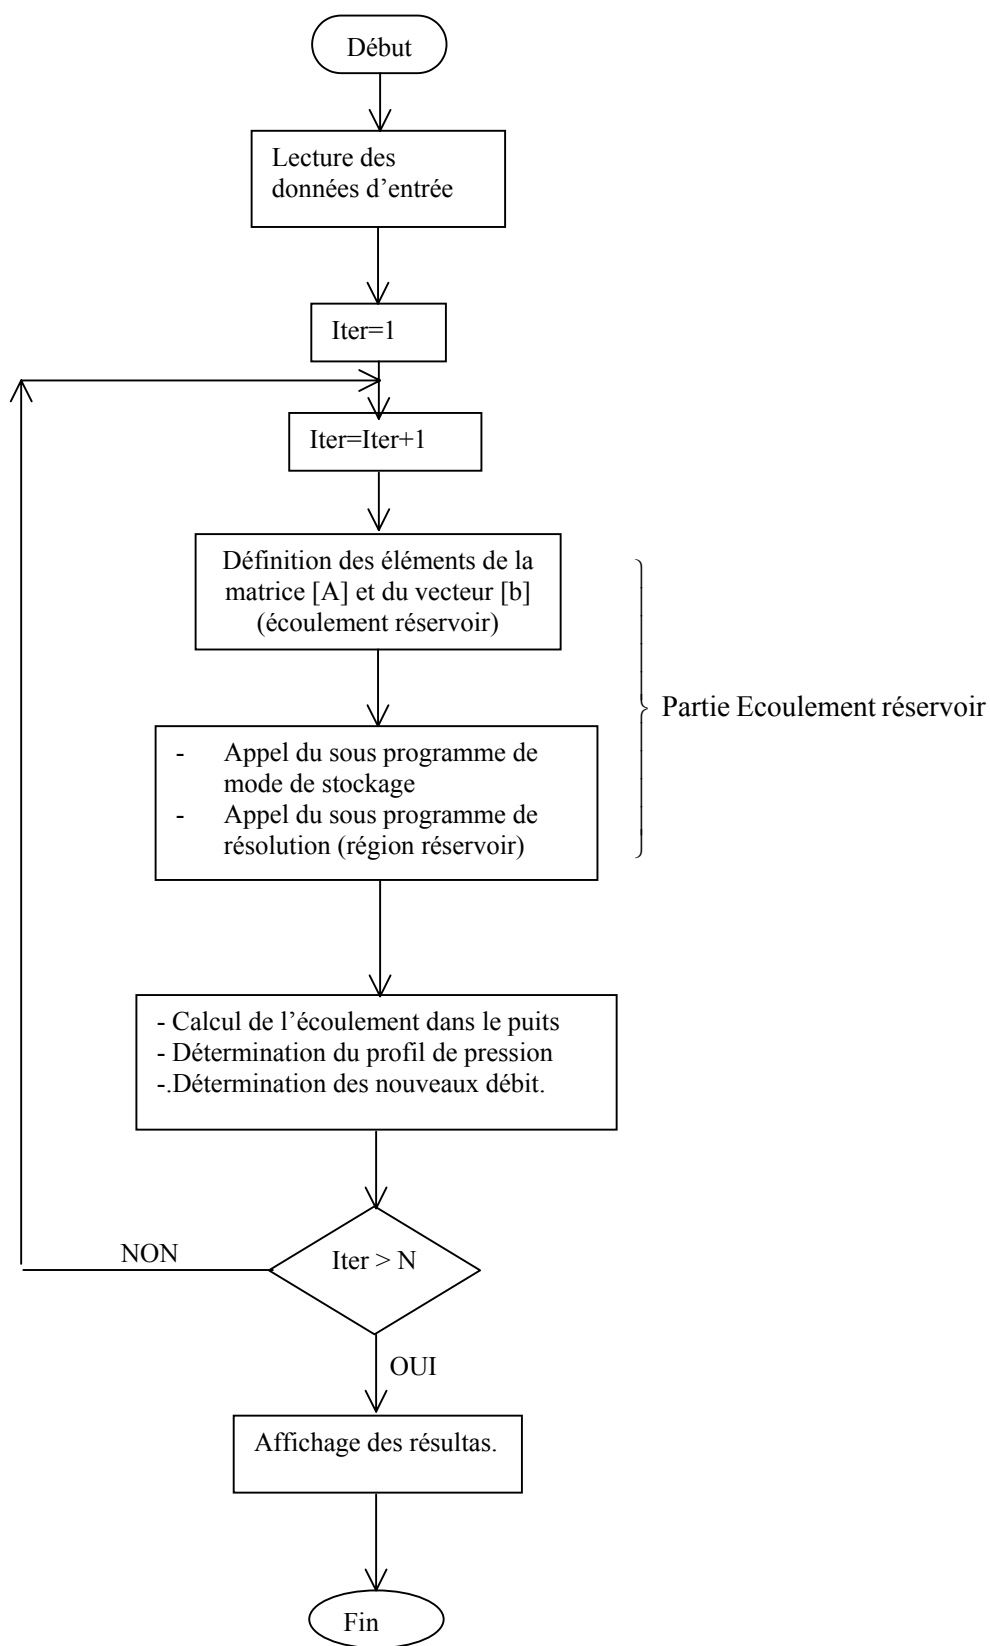 Début
Lecture des
données d’entrée
Iter=1
Iter=Iter+1
Définition des éléments de la
matrice [A] et du vecteur [b]
(écoulement réservoir)
Partie Ecoulement réservoir
- Appel du sous programme de
mode de stockage
- Appel du sous programme de
résolution (région réservoir)
- Calcul de l’écoulement dans le puits
- Détermination du profil de pression
-.Détermination des nouveaux débit.
NON
Iter > N
OUI
Affichage des résultas.
Fin